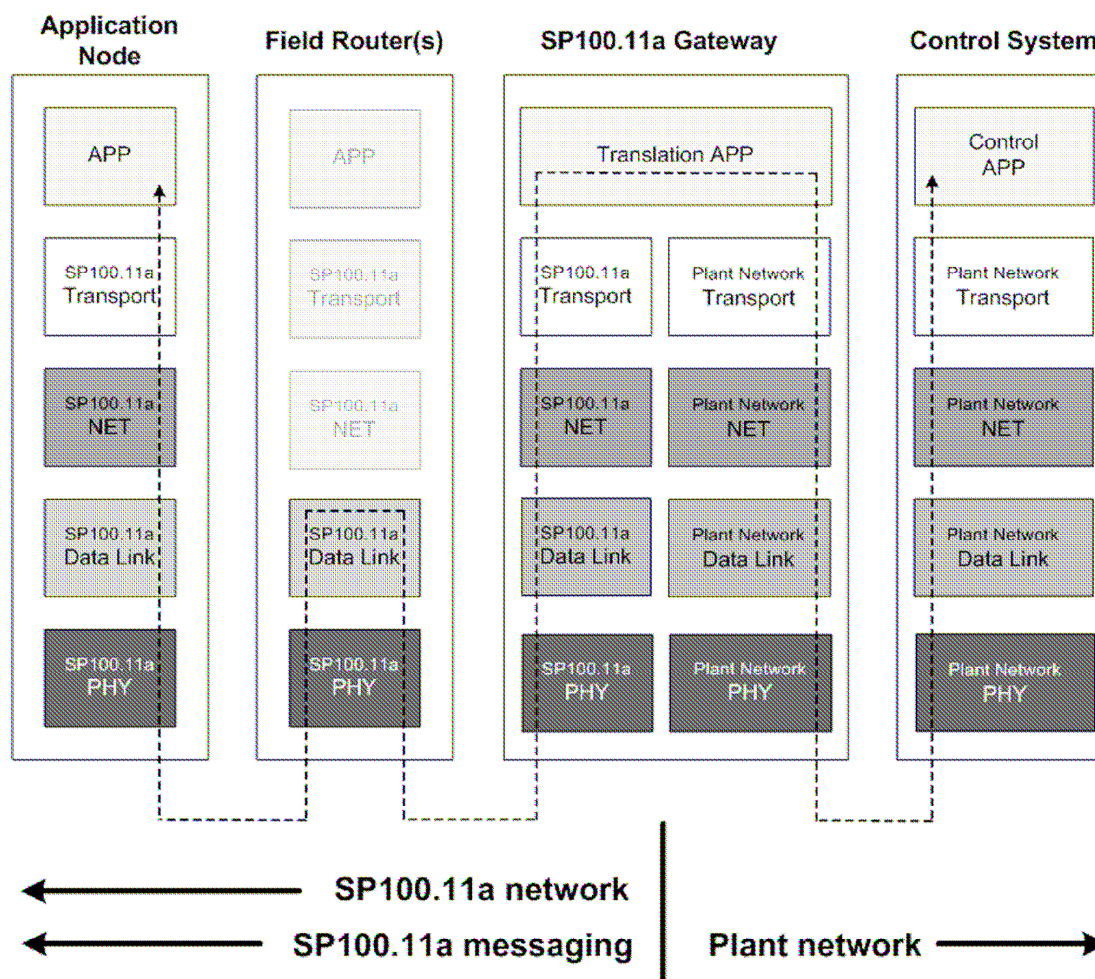 Application
Node
Field Router(s)
SP100.11a Gateway
Control System
APP
APP
Translation APP
Control
APP
SP100.11a
Transport
SP100.11a
Transport
SP100.11a
Transport
Plant Network
Transport
Plant Network
Transport
SP100.11a
NET
SP100.11a
NET
SP100.11a
NET
Plant Network
NET
Plant Network
NET
SP100.11a
Data Link
SP100.11a
Data Link
SP100.11a
Data Link
Plant Network
Data Link
Plant Network
Data Link
SP100.11a
PHY
SP100.11a
PHY
SP100.11a
PHY
Plant Network
PHY
Plant Network
PHY
SP100.11a network
SP100.11a messaging
Plant network